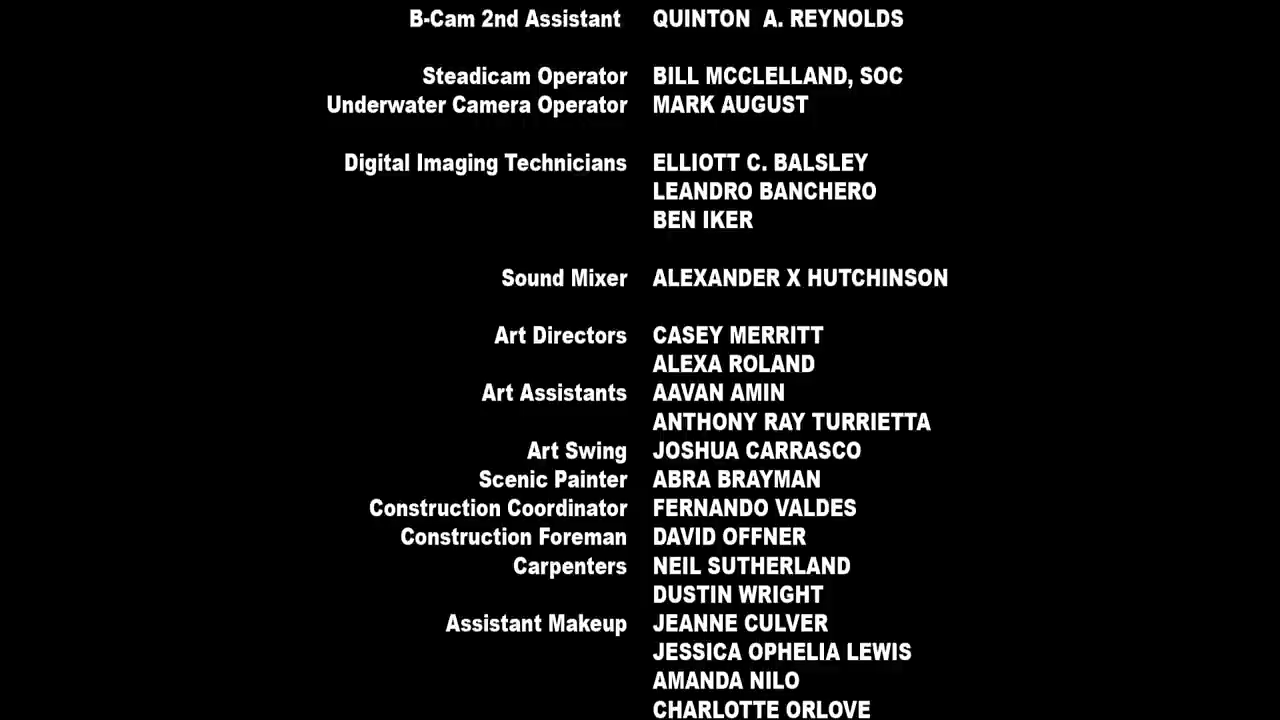 B-Cam 2nd Assistant QUINTON A. REYNOLDS
Steadicam Operator BILL MCCLELLAND, SOC
Underwater Camera Operator MARK AUGUST
Digital Imaging Technicians ELLIOTT C. BALSLEY
LEANDRO BANCHERO
BEN IKER
Sound Mixer ALEXANDER X HUTCHINSON
Art Directors CASEY MERRITT
ALEXA ROLAND
Art Assistants AAVAN AMIN
ANTHONY RAY TURRIETTA
Art Swing JOSHUA CARRASCO
Scenic Painter ABRA BRAYMAN
Construction Coordinator FERNANDO VALDES
Construction Foreman DAVID OFFNER
Carpenters NEIL SUTHERLAND
DUSTIN WRIGHT
Assistant Makeup JEANNE CULVER
JESSICA OPHELIA LEWIS
AMANDA NILO
CHARLOTTE ORLOVE